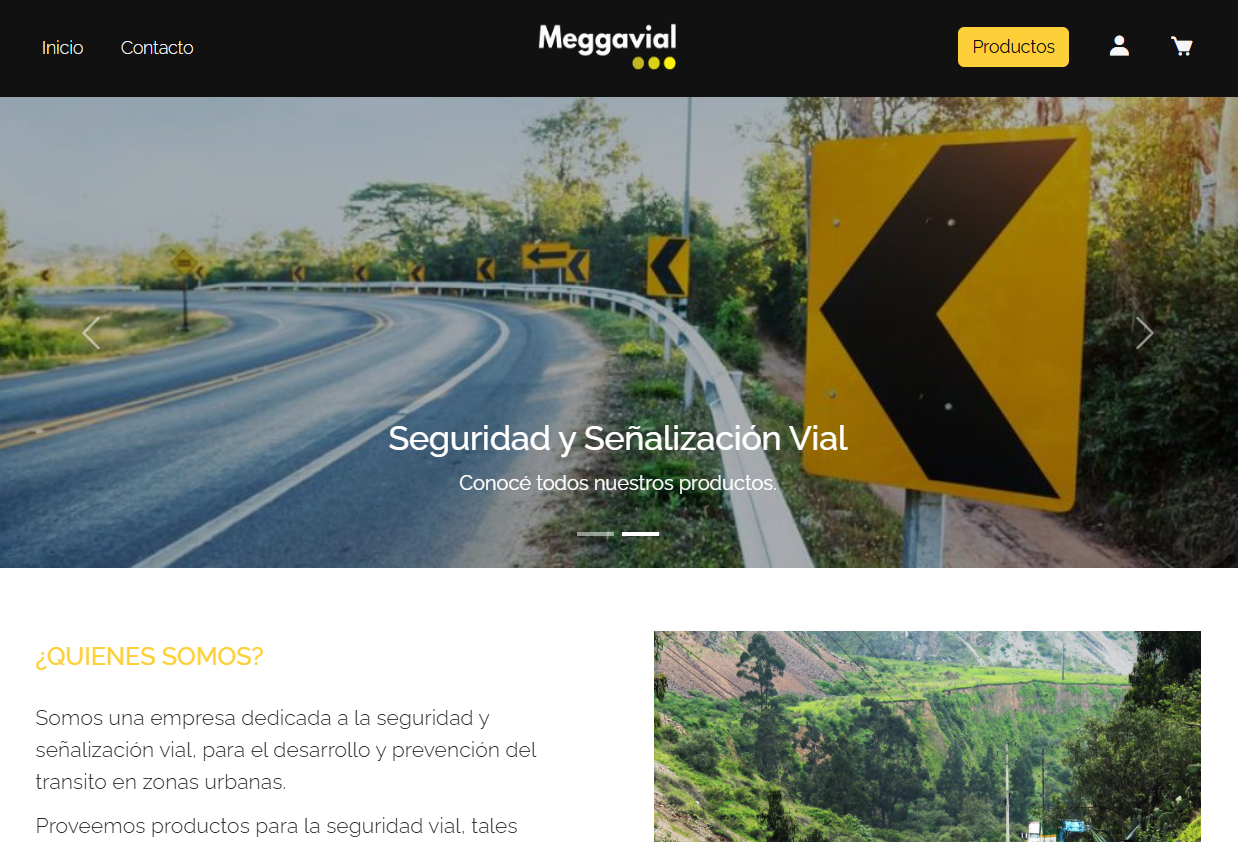 Inicio
Contacto
Meggavial
Productos
Seguridad y Señalización Vial
Conocé todos nuestros productos.
¿QUIENES SOMOS?
Somos una empresa dedicada a la seguridad y
señalización vial, para el desarrollo y prevención del
transito en zonas urbanas.
Proveemos productos para la seguridad vial, tales